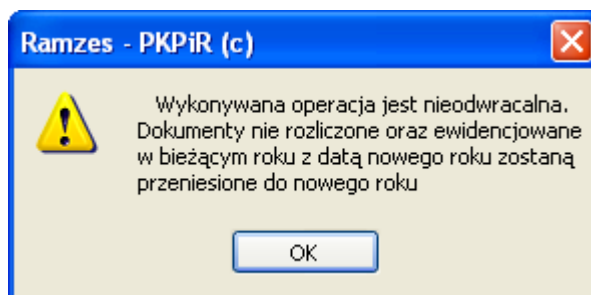 Ramzes - PKPiR (c)
Wykonywana operacja jest nieodwracalna.
Dokumenty nie rozliczone oraz ewidencjowane
w bieżącym roku z datą nowego roku zostaną
przeniesione do nowego roku
OK